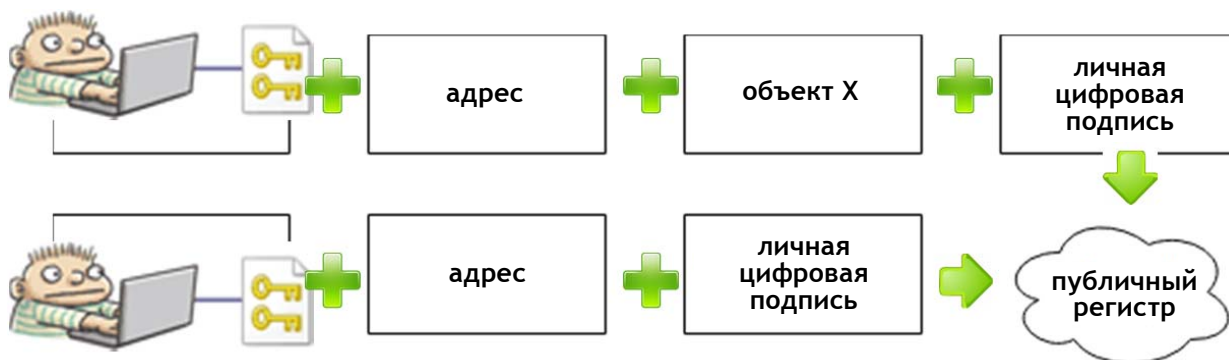 адрес
объект X
личная
цифровая
подпись
адрес
личная
цифровая
подпись
публичный
регистр